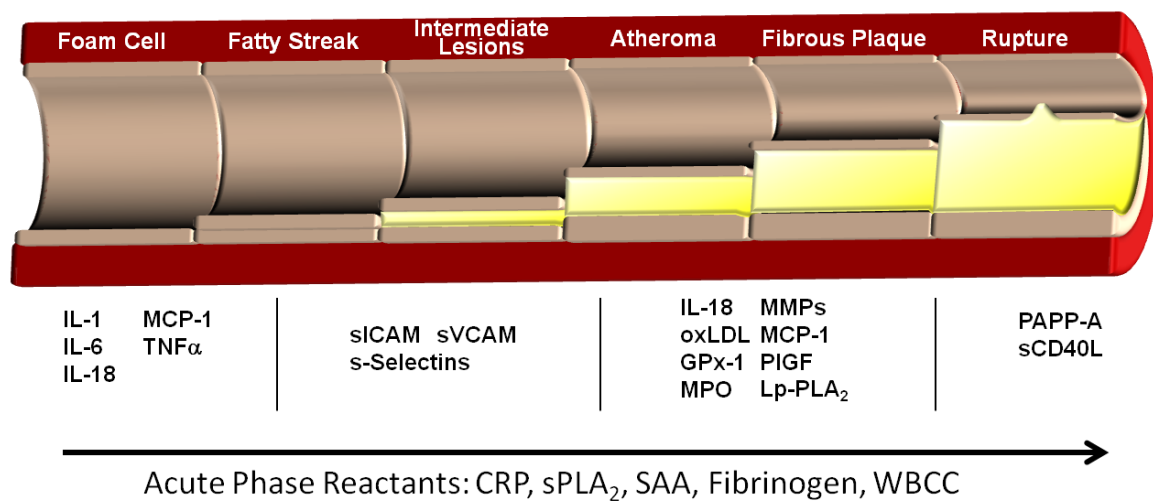 Foam Cell Fatty Streak Intermediate Lesions Atheroma Fibrous Plaque Rupture
IL-1 MCP-1
IL-6 TNFα
IL-18
sICAM sVCAM
s-Selectins
IL-18 MMPs
oxLDL MCP-1
GPx-1 PIGF
MPO Lp-PLA₂
PAPP-A
sCD40L
Acute Phase Reactants: CRP, sPLA₂, SAA, Fibrinogen, WBCC